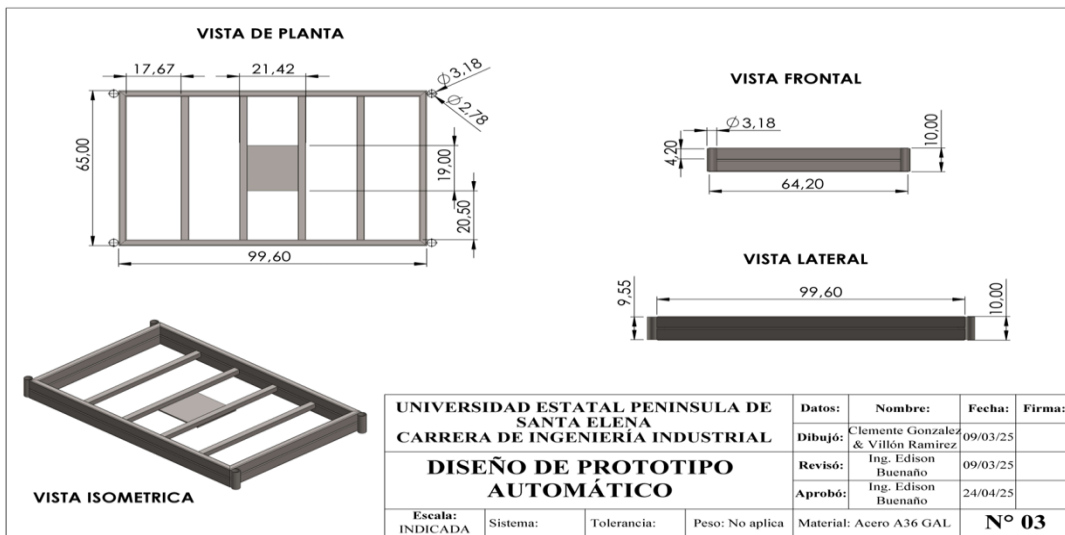 VISTA DE PLANTA
17,67
21,42
∅3,18
∅2,78
65,00
19,00
20,50
99,60
VISTA FRONTAL
∅3,18
4,20
10,00
64,20
VISTA LATERAL
9,55
99,60
10,00
VISTA ISOMETRICA
UNIVERSIDAD ESTATAL PENINSULA DE
SANTA ELENA
CARRERA DE INGENIERÍA INDUSTRIAL
DISEÑO DE PROTOTIPO
AUTOMÁTICO
Datos: Nombre: Fecha: Firma:
Dibujó: Clemente Gonzalez
& Villón Ramirez 09/03/25
Revisó: Ing. Edison
Buenaño 09/03/25
Aprobó: Ing. Edison
Buenaño 24/04/25
Escala:
INDICADA
Sistema:
Tolerancia:
Peso: No aplica
Material: Acero A36 GAL
N° 03